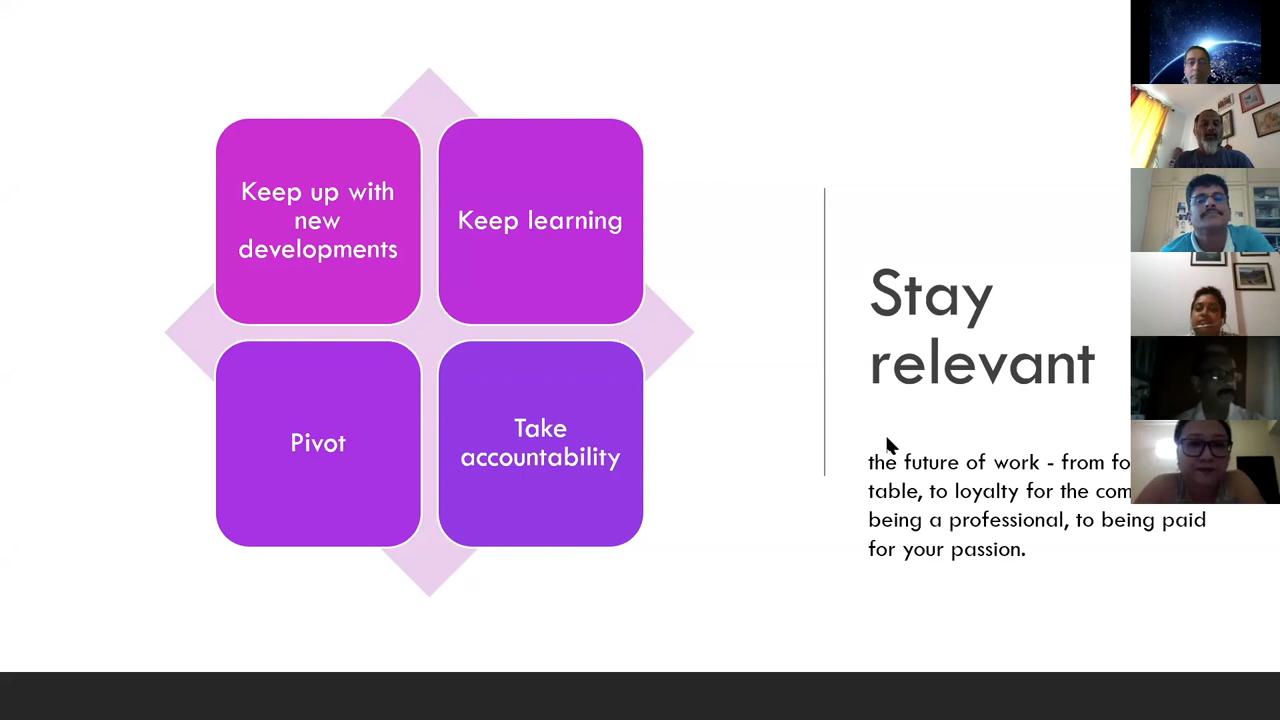 Keep up with
new
developments
Keep learning
Pivot
Take
accountability
Stay
relevant
the future of work - from
table, to loyalty for the
being a professional, to being paid
for your passion.